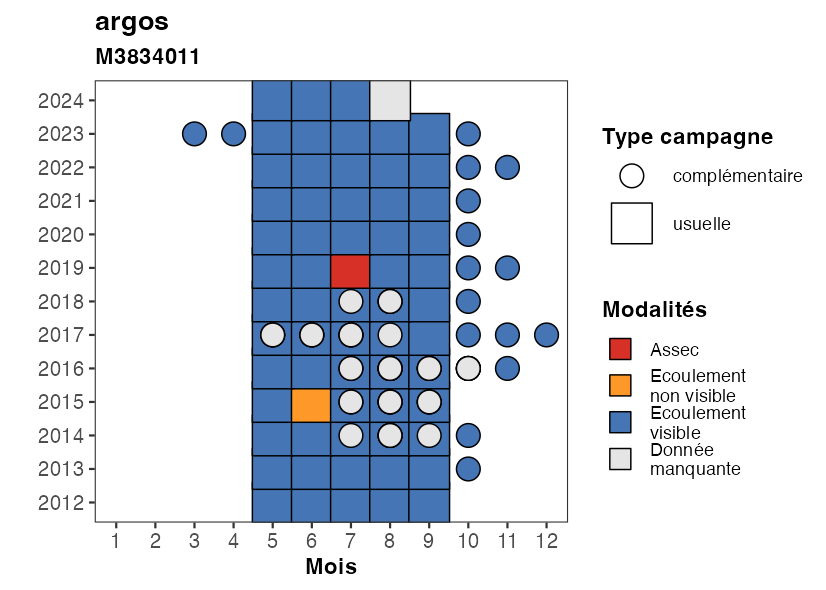 argos
M3834011
2024
2023
2022
2021
2020
2019
2018
2017
2016
2015
2014
2013
2012
1 2 3 4 5 6 7 8 9 10 11 12
Mois
Type campagne
complémentaire
usuelle
Modalités
Assec
Ecoulement
non visible
Ecoulement
visible
Donnée
manquante